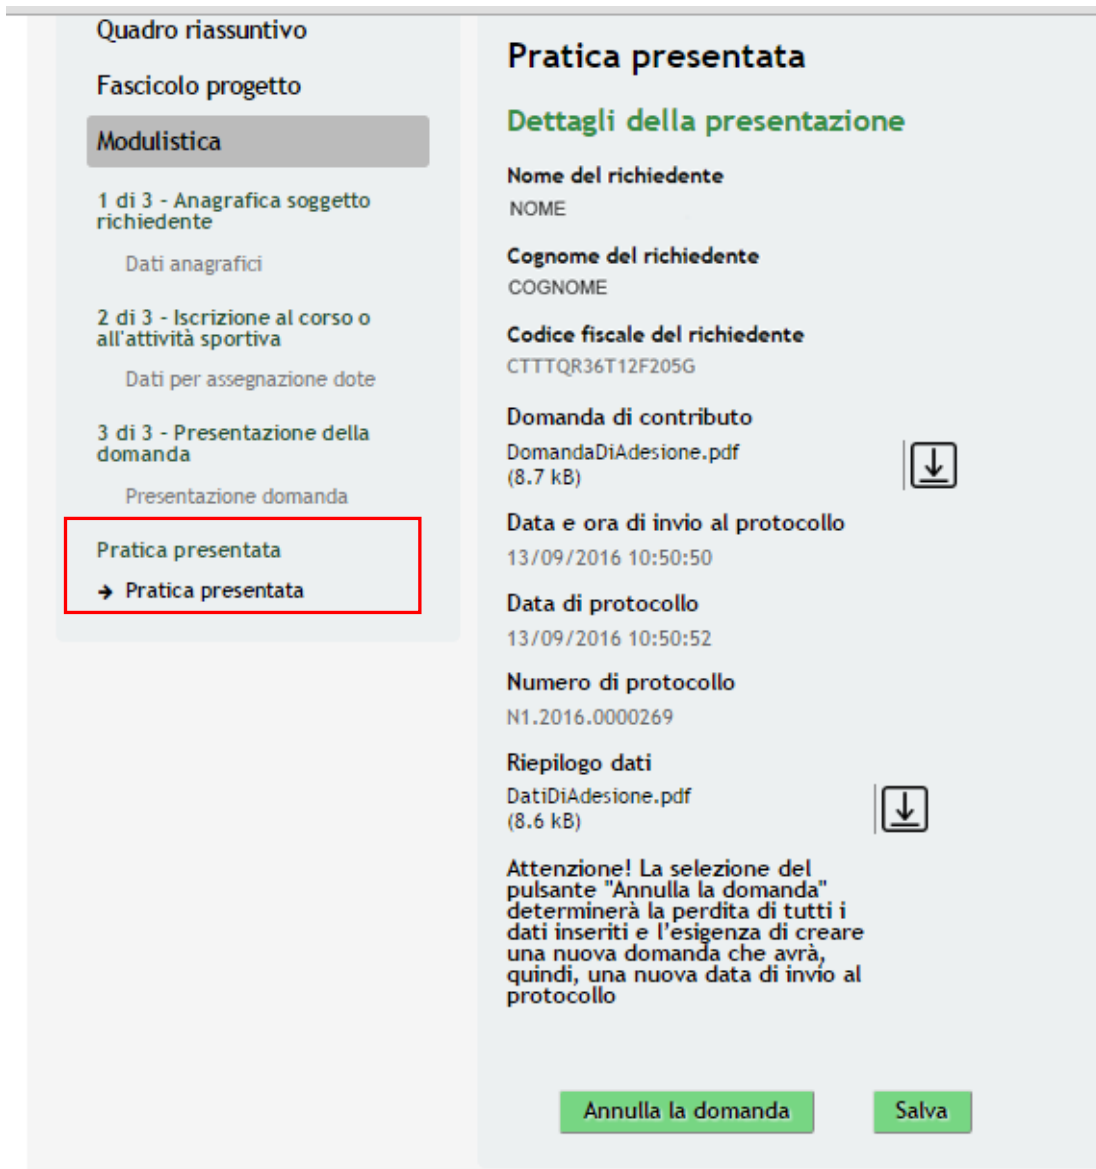 Quadro riassuntivo
Fascicolo progetto
Modulistica
1 di 3 - Anagrafica soggetto
richiedente
Dati anagrafici
2 di 3 - Iscrizione al corso o
all'attività sportiva
Dati per assegnazione dote
3 di 3 - Presentazione della
domanda
Presentazione domanda
Pratica presentata
➔ Pratica presentata
Pratica presentata
Dettagli della presentazione
Nome del richiedente
NOME
Cognome del richiedente
COGNOME
Codice fiscale del richiedente
CTTTQR36T12F205G
Domanda di contributo
DomandaDiAdesione.pdf
(8.7 kB)
Data e ora di invio al protocollo
13/09/2016 10:50:50
Data di protocollo
13/09/2016 10:50:52
Numero di protocollo
N1.2016.0000269
Riepilogo dati
DatiDiAdesione.pdf
(8.6 kB)
Attenzione! La selezione del
pulsante "Annulla la domanda"
determinerà la perdita di tutti i
dati inseriti e l'esigenza di creare
una nuova domanda che avrà,
quindi, una nuova data di invio al
protocollo
Annulla la domanda
Salva